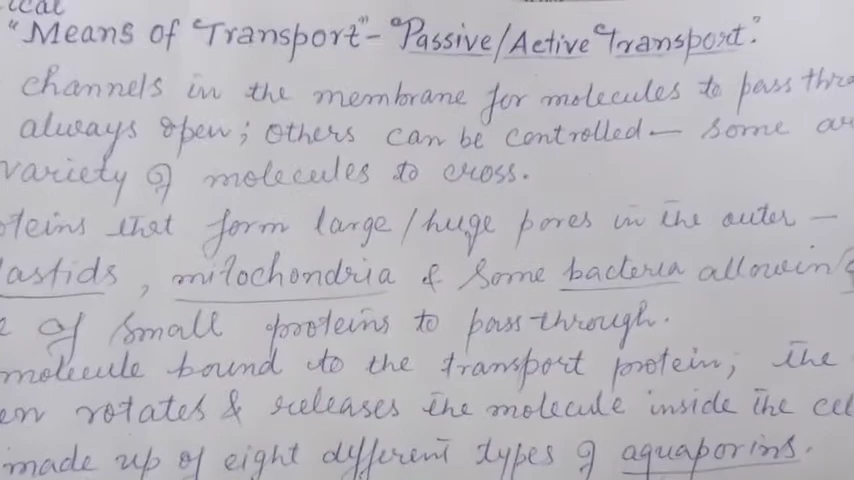 ical
"Means of Transport"- "Passive/Active Transport."
channels in the membrane for molecules to pass thro
always open; others can be controlled — some ar
variety of molecules to cross.
oteins that form large/huge pores in the outer —
lastids, mitochondria & some bacteria allowing
of small proteins to pass through.
molecule bound to the transport protein; the
en rotates & releases the molecule inside the cel
made up of eight different types of aquaporins.